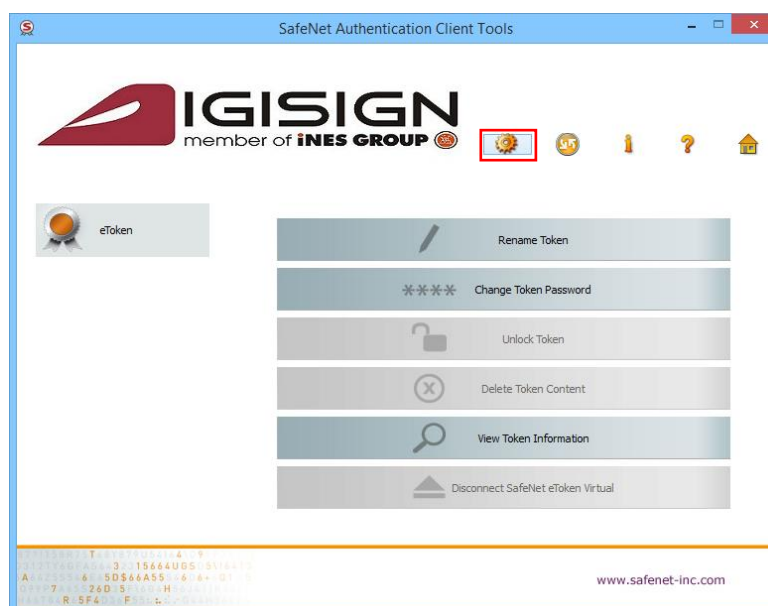 SafeNet Authentication Client Tools
IGISIGN
member of iNES GROUP
eToken
Rename Token
**** Change Token Password
Unlock Token
Delete Token Content
View Token Information
Disconnect SafeNet eToken Virtual
www.safenet-inc.com